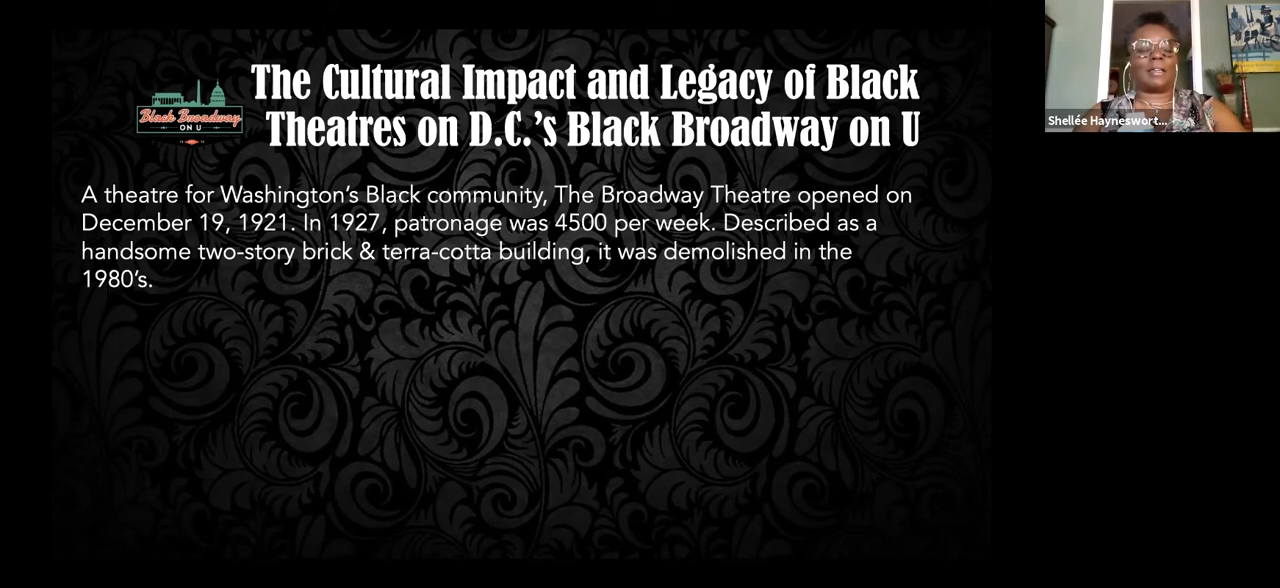 The Cultural Impact and Legacy of Black
Theatres on D.C.'s Black Broadway on U
Black Broadway
ON U
A theatre for Washington's Black community, The Broadway Theatre opened on
December 19, 1921. In 1927, patronage was 4500 per week. Described as a
handsome two-story brick & terra-cotta building, it was demolished in the
1980's.
Shellée Hayneswort...